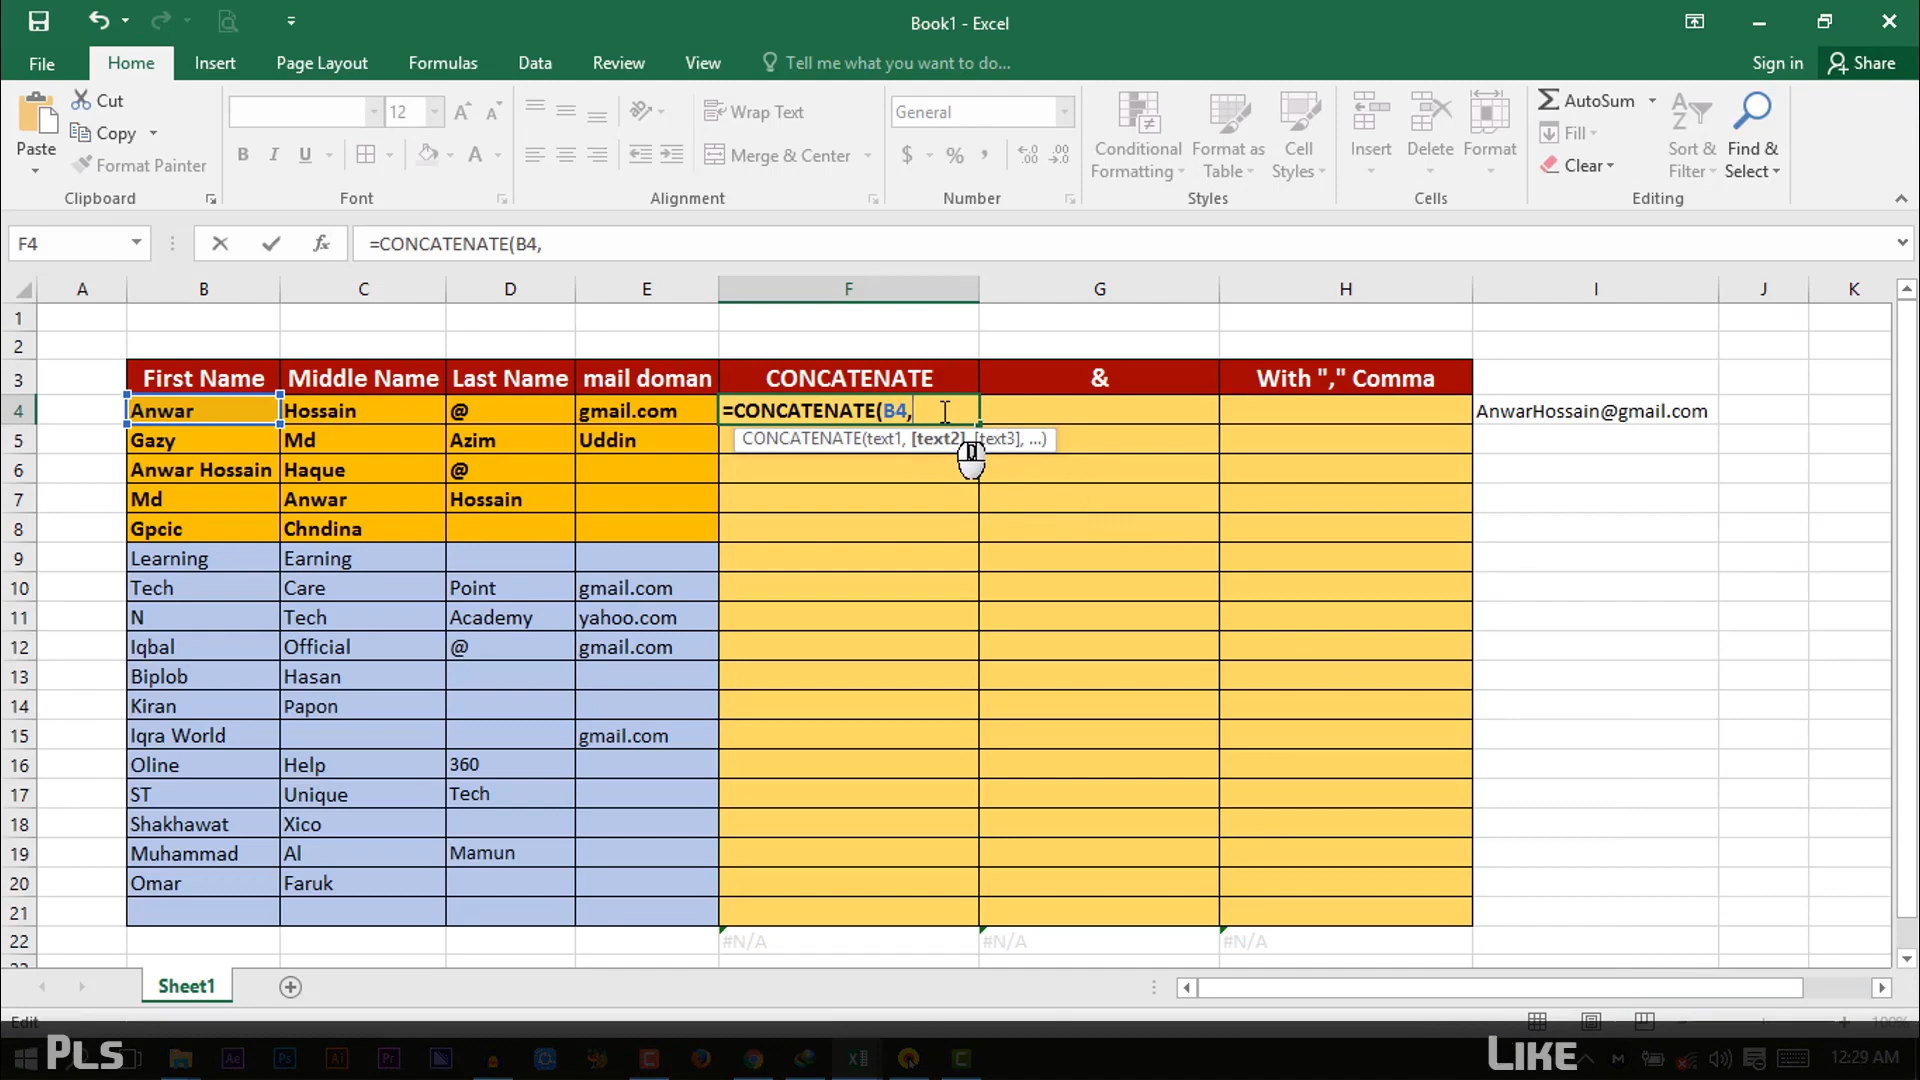 Book1 - Excel
File Home Insert Page Layout Formulas Data Review View Tell me what you want to do... Sign in Share
Paste Cut Copy Format Painter
Clipboard
12 B I U A
Font
Wrap Text
Merge & Center
Alignment
General
$ % ,
Number
Conditional Formatting Format as Table Cell Styles
Styles
Insert Delete Format
Cells
AutoSum Fill Clear Sort & Filter Find & Select
Editing
F4 fx =CONCATENATE(B4,
A B C D E F G H I J K
1
2
3 First Name Middle Name Last Name mail doman CONCATENATE & With "," Comma
4 Anwar Hossain @ gmail.com =CONCATENATE(B4, AnwarHossain@gmail.com
5 Gazy Md Azim Uddin CONCATENATE(text1, [text2], [text3], ...)
6 Anwar Hossain Haque @
7 Md Anwar Hossain
8 Gpcic Chndina
9 Learning Earning
10 Tech Care Point gmail.com
11 N Tech Academy yahoo.com
12 Iqbal Official @ gmail.com
13 Biplob Hasan
14 Kiran Papon
15 Iqra World gmail.com
16 Oline Help 360
17 ST Unique Tech
18 Shakhawat Xico
19 Muhammad Al Mamun
20 Omar Faruk
21
22 #N/A #N/A #N/A
Sheet1
Edit 100%
PLS Ae Ps Ai Pr LIKE 12:29 AM